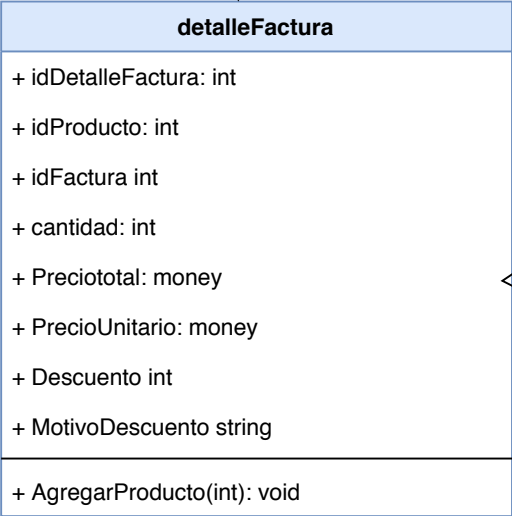 detalleFactura
+ idDetalleFactura: int
+ idProducto: int
+ idFactura int
+ cantidad: int
+ Preciototal: money
+ PrecioUnitario: money
+ Descuento int
+ MotivoDescuento string
+ AgregarProducto(int): void